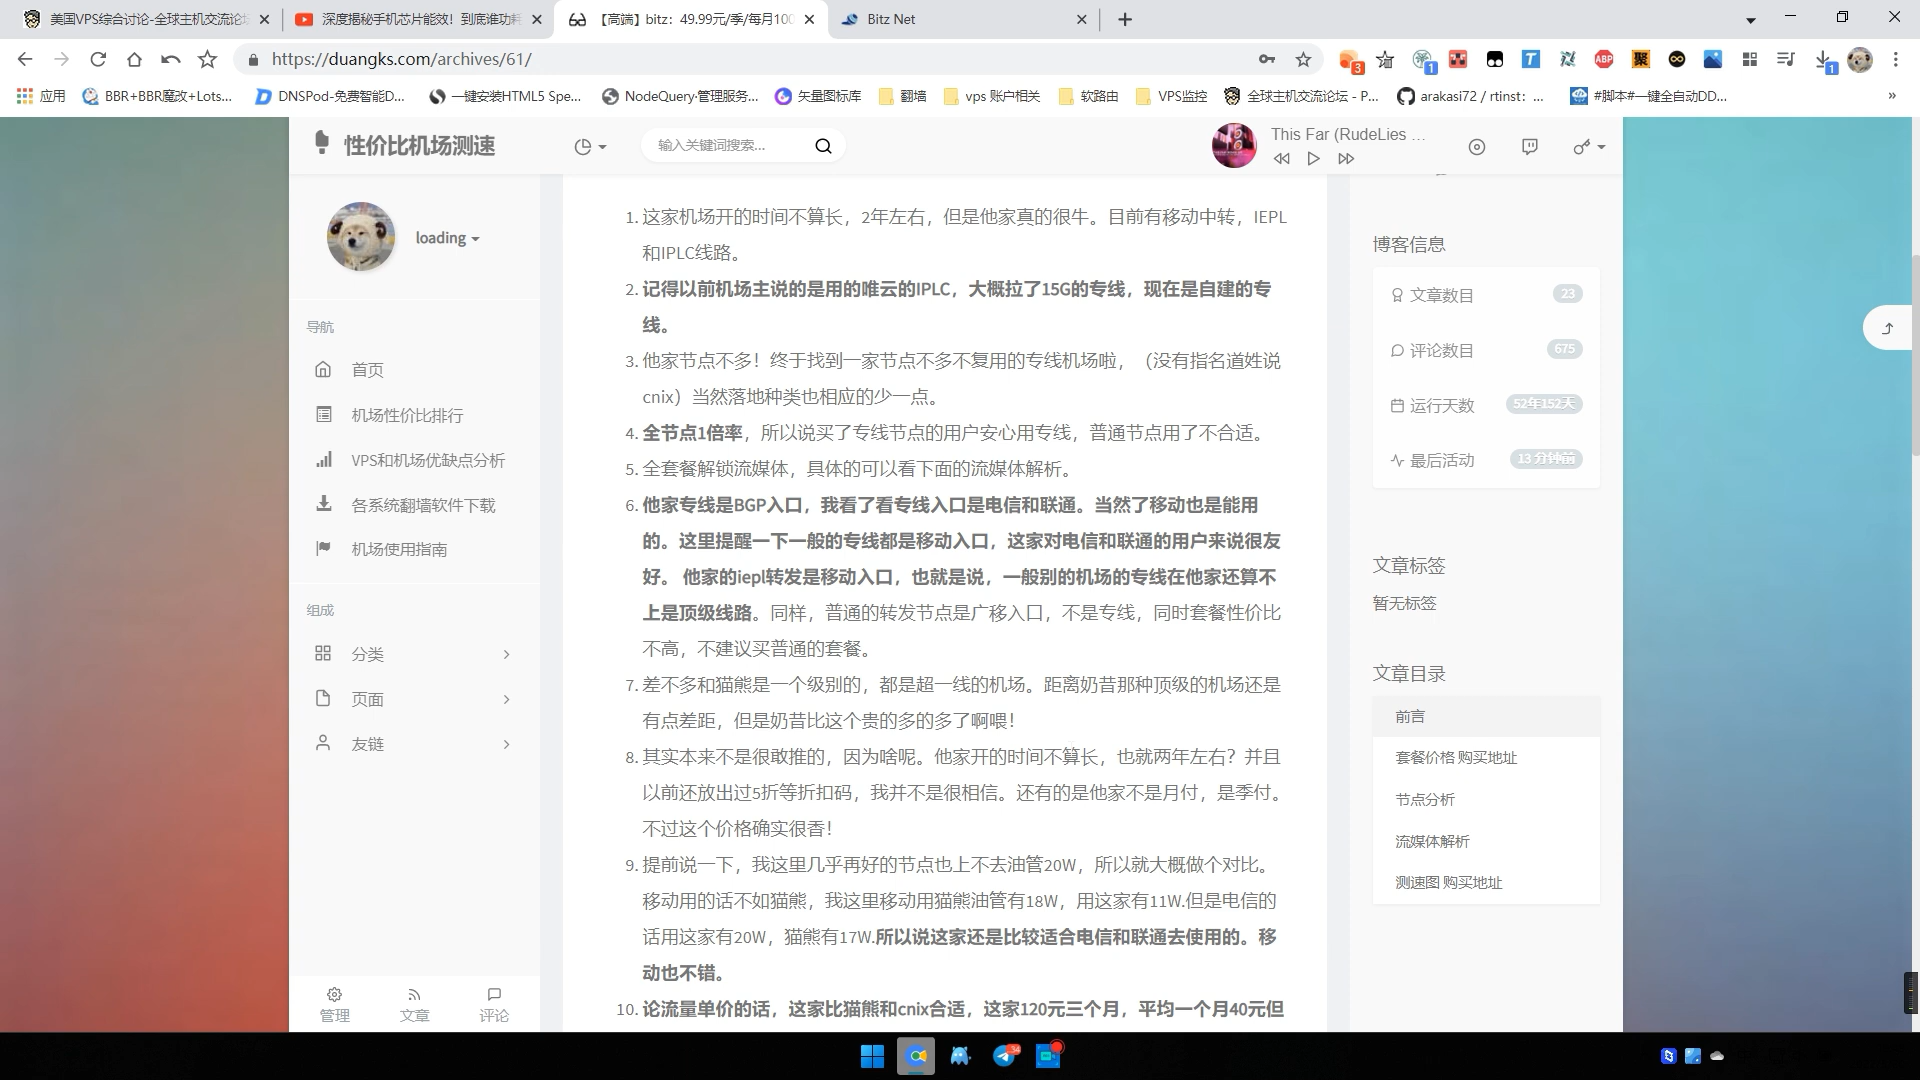 美国VPS综合讨论-全球主机交流论坛
深度揭秘手机芯片能效！到底谁功耗
【高端】bitz：49.99元/季/每月100
Bitz Net
https://duangks.com/archives/61/
应用
BBR+BBR魔改+Lots...
DNSPod-免费智能D...
一键安装HTML5 Spe...
NodeQuery·管理服务...
矢量图标库
翻墙
vps 账户相关
软路由
VPS监控
全球主机交流论坛 - P...
arakasi72 / rtinst: ...
#脚本#一键全自动DD...
性价比机场测速
输入关键词搜索...
This Far (RudeLies ...
loading
导航
首页
机场性价比排行
VPS和机场优缺点分析
各系统翻墙软件下载
机场使用指南
组成
分类
页面
友链
管理
文章
评论
1. 这家机场开的时间不算长，2年左右，但是他家真的很牛。目前有移动中转，IEPL
和IPLC线路。
2. 记得以前机场主说的是用的唯云的IPLC，大概拉了15G的专线，现在是自建的专
线。
3. 他家节点不多！终于找到一家节点不多不复用的专线机场啦，（没有指名道姓说
cnix）当然落地种类也相应的少一点。
4. 全节点1倍率，所以说买了专线节点的用户安心用专线，普通节点用了不合适。
5. 全套餐解锁流媒体，具体的可以看下面的流媒体解析。
6. 他家专线是BGP入口，我看了看专线入口是电信和联通。当然了移动也是能用
的。这里提醒一下一般的专线都是移动入口，这家对电信和联通的用户来说很友
好。 他家的iepl转发是移动入口，也就是说，一般别的机场的专线在他家还算不
上是顶级线路。同样，普通的转发节点是广移入口，不是专线，同时套餐性价比
不高，不建议买普通的套餐。
7. 差不多和猫熊是一个级别的，都是超一线的机场。距离奶昔那种顶级的机场还是
有点差距，但是奶昔比这个贵的多的多了啊喂！
8. 其实本来不是很敢推的，因为啥呢。他家开的时间不算长，也就两年左右？并且
以前还放出过5折等折扣码，我并不是很相信。还有的是他家不是月付，是季付。
不过这个价格确实很香！
9. 提前说一下，我这里几乎再好的节点也上不去油管20W，所以就大概做个对比。
移动用的话不如猫熊，我这里移动用猫熊油管有18W，用这家有11W.但是电信的
话用这家有20W，猫熊有17W.所以说这家还是比较适合电信和联通去使用的。移
动也不错。
10. 论流量单价的话，这家比猫熊和cnix合适，这家120元三个月，平均一个月40元但
博客信息
文章数目 23
评论数目 675
运行天数 52年152天
最后活动 13 分钟前
文章标签
暂无标签
文章目录
前言
套餐价格 购买地址
节点分析
流媒体解析
测速图 购买地址